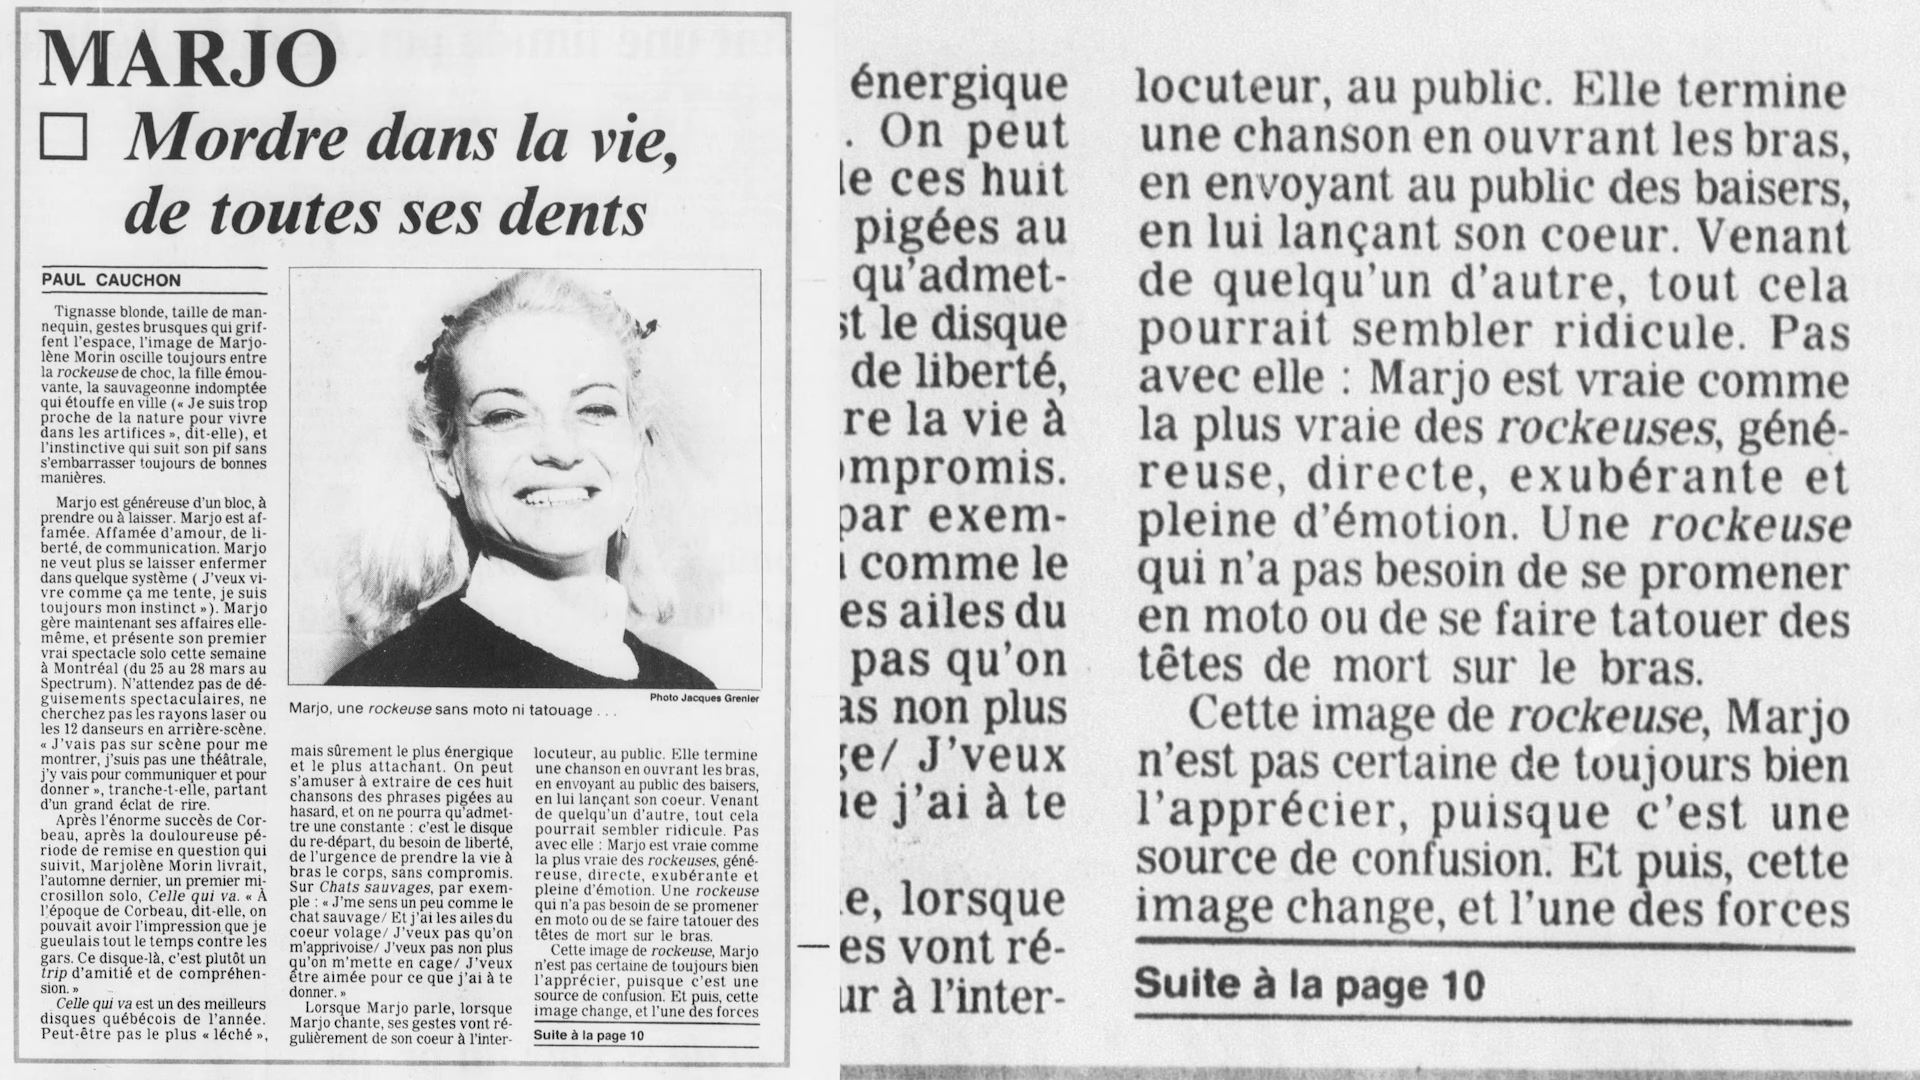 MARJO
□ Mordre dans la vie,
de toutes ses dents
PAUL CAUCHON
Tignasse blonde, taille de man-
nequin, gestes brusques qui grif-
fent l'espace, l'image de Marjo-
lène Morin oscille toujours entre
la rockeuse de choc, la fille émou-
vante, la sauvageonne indomptée
qui étouffe en ville (« Je suis trop
proche de la nature pour vivre
dans les artifices », dit-elle), et
l'instinctive qui suit son pif sans
s'embarrasser toujours de bonnes
manières.
Marjo est généreuse d'un bloc, à
prendre ou à laisser. Marjo est af-
famée. Affamée d'amour, de li-
berté, de communication. Marjo
ne veut plus se laisser enfermer
dans quelque système ( J'veux vi-
vre comme ça me tente, je suis
toujours mon instinct »). Marjo
gère maintenant ses affaires elle-
même, et présente son premier
vrai spectacle solo cette semaine
à Montréal (du 25 au 28 mars au
Spectrum). N'attendez pas de dé-
guisements spectaculaires, ne
cherchez pas les rayons laser ou
les 12 danseurs en arrière-scène.
« J'vais pas sur scène pour me
montrer, j'suis pas une théâtrale,
j'y vais pour communiquer et pour
donner », tranche-t-elle, partant
d'un grand éclat de rire.
Après l'énorme succès de Cor-
beau, après la douloureuse pé-
riode de remise en question qui
suivit, Marjolène Morin livrait,
l'automne dernier, un premier mi-
crosillon solo, Celle qui va. « À
l'époque de Corbeau, dit-elle, on
pouvait avoir l'impression que je
gueulais tout le temps contre les
gars. Ce disque-là, c'est plutôt un
trip d'amitié et de compréhen-
sion. »
Celle qui va est un des meilleurs
disques québécois de l'année.
Peut-être pas le plus « léché »,
Photo Jacques Grenier
Marjo, une rockeuse sans moto ni tatouage . . .
mais sûrement le plus énergique
et le plus attachant. On peut
s'amuser à extraire de ces huit
chansons des phrases pigées au
hasard, et on ne pourra qu'admet-
tre une constante : c'est le disque
du re-départ, du besoin de liberté,
de l'urgence de prendre la vie à
bras le corps, sans compromis.
Sur Chats sauvages, par exem-
ple : « J'me sens un peu comme le
chat sauvage/ Et j'ai les ailes du
coeur volage/ J'veux pas qu'on
m'apprivoise/ J'veux pas non plus
qu'on m'mette en cage/ J'veux
être aimée pour ce que j'ai à te
donner. »
Lorsque Marjo parle, lorsque
Marjo chante, ses gestes vont ré-
gulièrement de son coeur à l'inter-
locuteur, au public. Elle termine
une chanson en ouvrant les bras,
en envoyant au public des baisers,
en lui lançant son coeur. Venant
de quelqu'un d'autre, tout cela
pourrait sembler ridicule. Pas
avec elle : Marjo est vraie comme
la plus vraie des rockeuses, géné-
reuse, directe, exubérante et
pleine d'émotion. Une rockeuse
qui n'a pas besoin de se promener
en moto ou de se faire tatouer des
têtes de mort sur le bras.
Cette image de rockeuse, Marjo
n'est pas certaine de toujours bien
l'apprécier, puisque c'est une
source de confusion. Et puis, cette
image change, et l'une des forces
Suite à la page 10
énergique
. On peut
le ces huit
pigées au
qu'admet-
st le disque
de liberté,
re la vie à
ompromis.
par exem-
comme le
es ailes du
pas qu'on
as non plus
ge/ J'veux
ue j'ai à te
e, lorsque
es vont ré-
ur à l'inter-
locuteur, au public. Elle termine
une chanson en ouvrant les bras,
en envoyant au public des baisers,
en lui lançant son coeur. Venant
de quelqu'un d'autre, tout cela
pourrait sembler ridicule. Pas
avec elle : Marjo est vraie comme
la plus vraie des rockeuses, géné-
reuse, directe, exubérante et
pleine d'émotion. Une rockeuse
qui n'a pas besoin de se promener
en moto ou de se faire tatouer des
têtes de mort sur le bras.
Cette image de rockeuse, Marjo
n'est pas certaine de toujours bien
l'apprécier, puisque c'est une
source de confusion. Et puis, cette
image change, et l'une des forces
Suite à la page 10